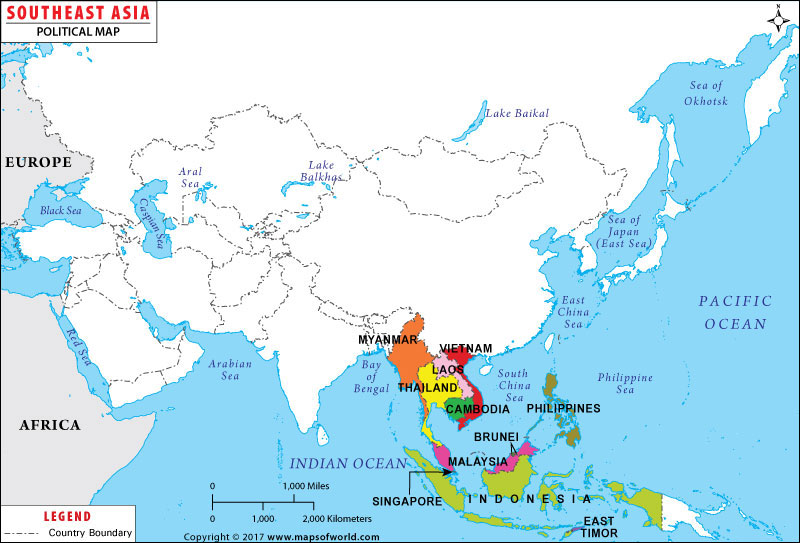 SOUTHEAST ASIA
POLITICAL MAP
N
Sea of
Okhotsk
Lake Baikal
EUROPE
Aral
Sea
Lake
Balkhas
Black Sea
Caspian Sea
Sea of
Japan
(East Sea)
East
China
Sea
PACIFIC
OCEAN
Red Sea
Arabian
Sea
Bay
of
Bengal
MYANMAR
VIETNAM
LAOS
THAILAND
CAMBODIA
South
China
Sea
Philippine
Sea
PHILIPPINES
AFRICA
BRUNEI
INDIAN OCEAN
MALAYSIA
SINGAPORE
INDONESIA
EAST
TIMOR
0 1,000 Miles
0 1,000 2,000 Kilometers
LEGEND
Country Boundary
Copyright © 2017 www.mapsofworld.com